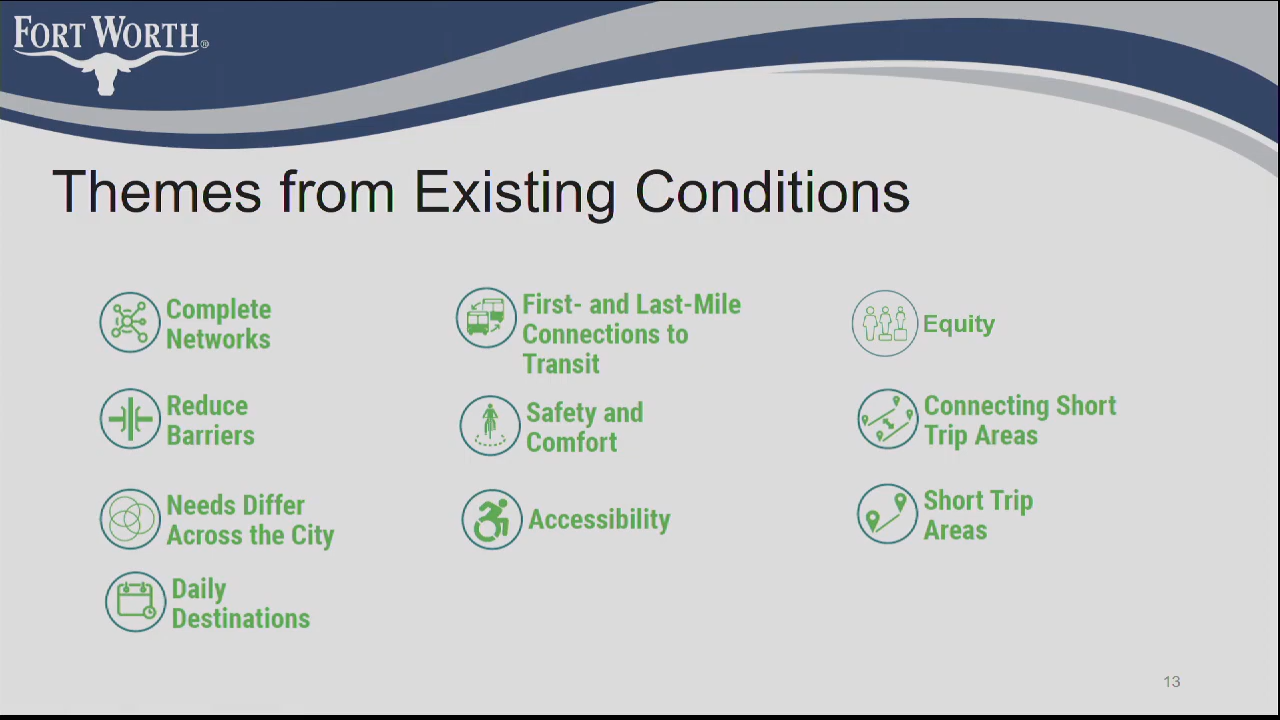 FORT WORTH®
Themes from Existing Conditions
Complete
Networks
Reduce
Barriers
Needs Differ
Across the City
Daily
Destinations
First- and Last-Mile
Connections to
Transit
Safety and
Comfort
Accessibility
Equity
Connecting Short
Trip Areas
Short Trip
Areas
13